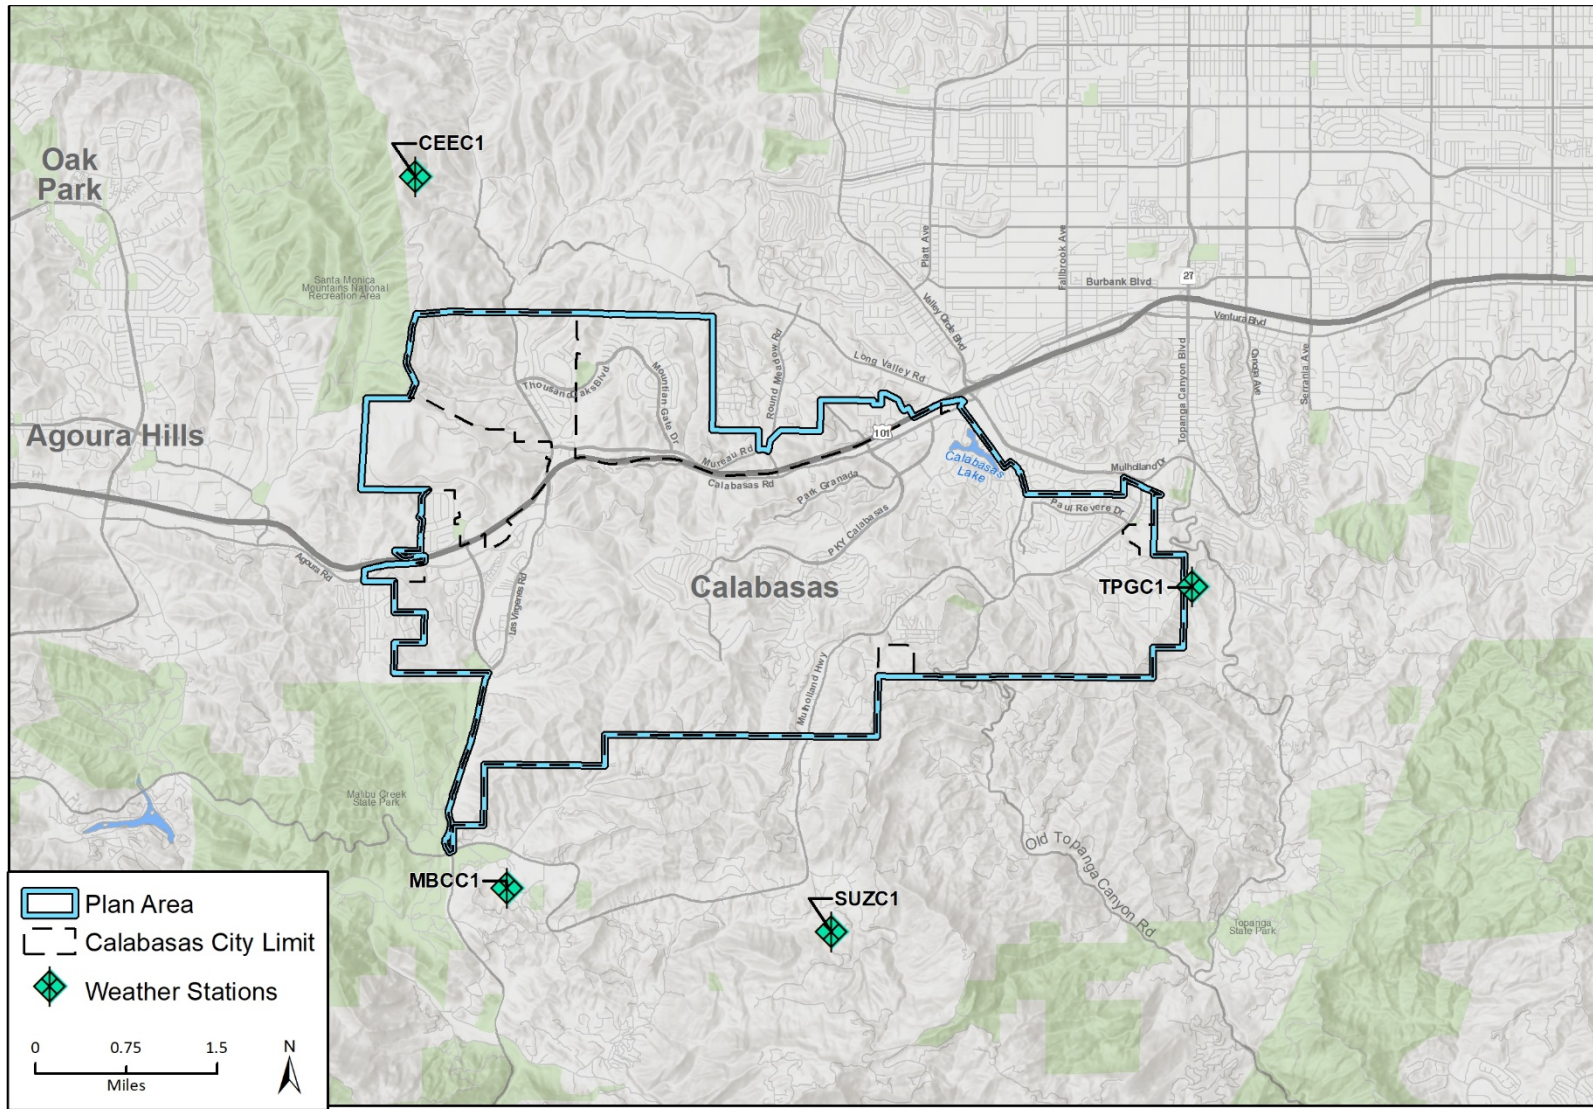 CEEC1
Oak
Park
Santa Monica
Mountains National
Recreation Area
Platt Ave
Fallbrook Ave
27
Burbank Blvd
Valley Circle Blvd
Ventura Blvd
Topanga Canyon Blvd
Canoga Ave
Serrania Ave
Long Valley Rd
Round Meadow Rd
Mountian Gate Dr
Thousand Oaks Blvd
Agoura Hills
101
Mureau Rd
Calabasas Rd
Calabasas
Lake
Mulholland Dr
Park Granada
Paul Revere Dr
PKY Calabasas
Agoura Rd
Las Virgenes Rd
Calabasas
TPGC1
Mulholland Hwy
Malibu Creek
State Park
Old Topanga Canyon Rd
MBCC1
SUZC1
Topanga
State Park
Plan Area
Calabasas City Limit
Weather Stations
0 0.75 1.5
Miles
N